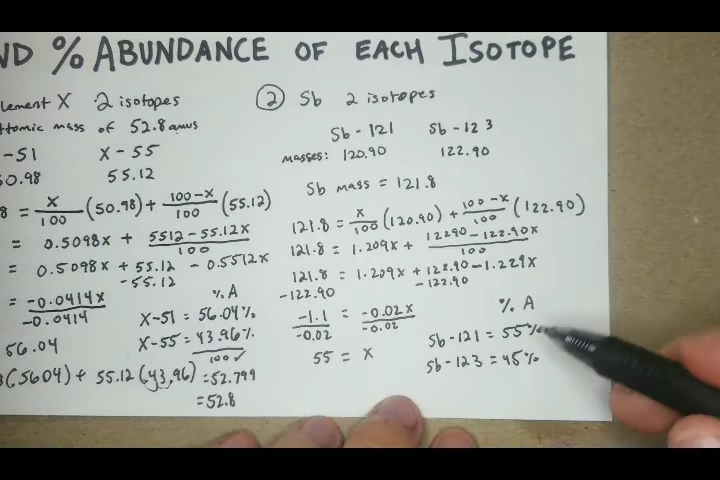 ND % ABUNDANCE OF EACH ISOTOPE
lement X 2 isotopes
tomic mass of 52.8 amus
-51 X-55
0.98 55.12
8 = x/100 (50.98) + 100-x/100 (55.12)
= 0.5098x + 5512-55.12x/100
= 0.5098x + 55.12 - 0.5512x
-55.12
= -0.0414x/-0.0414
56.04
% A
X-51 = 56.04%
X-55 = 43.96%
100 ✓
(5604) + 55.12(43.96) = 52.799
= 52.8
② Sb 2 isotopes
Sb-121 Sb-123
masses: 120.90 122.90
Sb mass = 121.8
121.8 = x/100 (120.90) + 100-x/100 (122.90)
121.8 = 1.209x + 12290-122.90x/100
121.8 = 1.209x + 122.90 - 1.229x
-122.90 -122.90
-1.1/-0.02 = -0.02x/-0.02
55 = x
% A
Sb-121 = 55%
Sb-123 = 45%